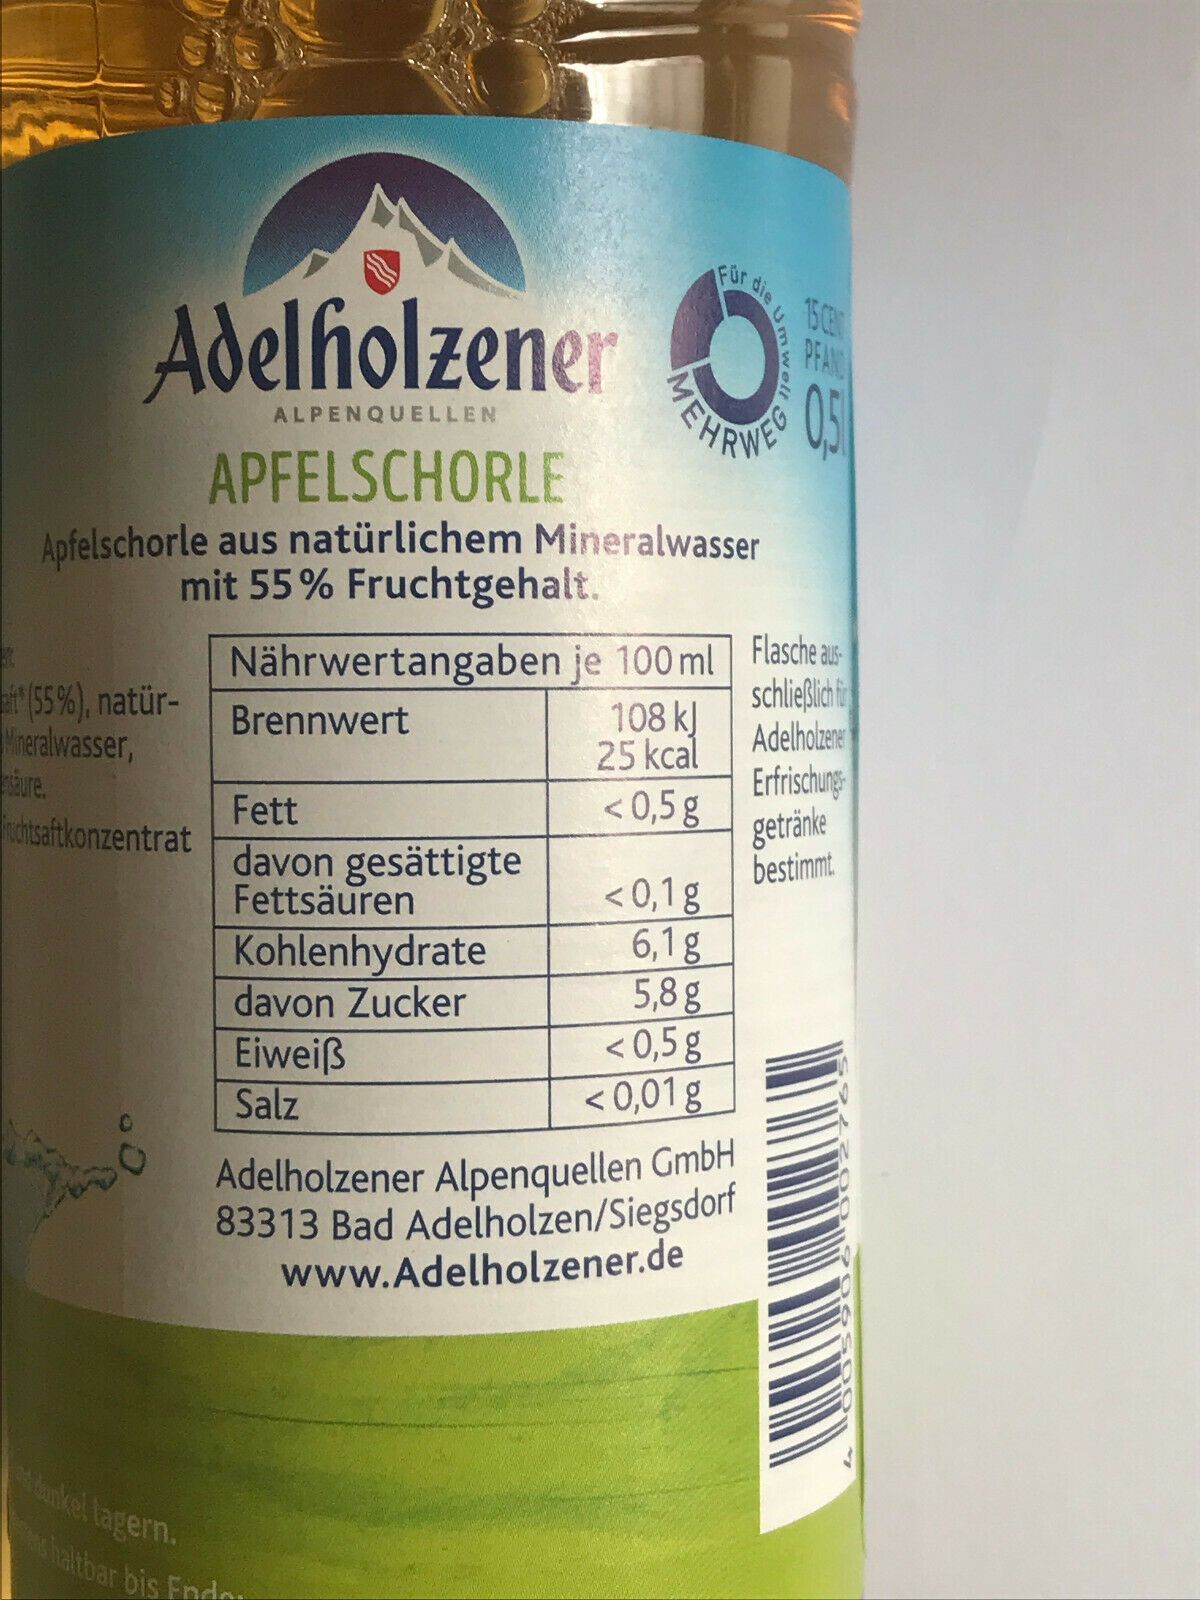 Adelholzener
ALPENQUELLEN
APFELSCHORLE
Apfelschorle aus natürlichem Mineralwasser
mit 55% Fruchtgehalt.
Für die Umwelt
MEHRWEG
15 CENT
PFAND
0,5l
(55%), natür-
Mineralwasser,
Fruchtsaftkonzentrat
Nährwertangaben je 100 ml
Brennwert 108 kJ
25 kcal
Fett < 0,5 g
davon gesättigte
Fettsäuren < 0,1 g
Kohlenhydrate 6,1 g
davon Zucker 5,8 g
Eiweiß < 0,5 g
Salz < 0,01 g
Flasche aus-
schließlich für
Adelholzener
Erfrischungs-
getränke
bestimmt.
Adelholzener Alpenquellen GmbH
83313 Bad Adelholzen/Siegsdorf
www.Adelholzener.de
4 005906 002765
dunkel lagern.
haltbar bis Ende: